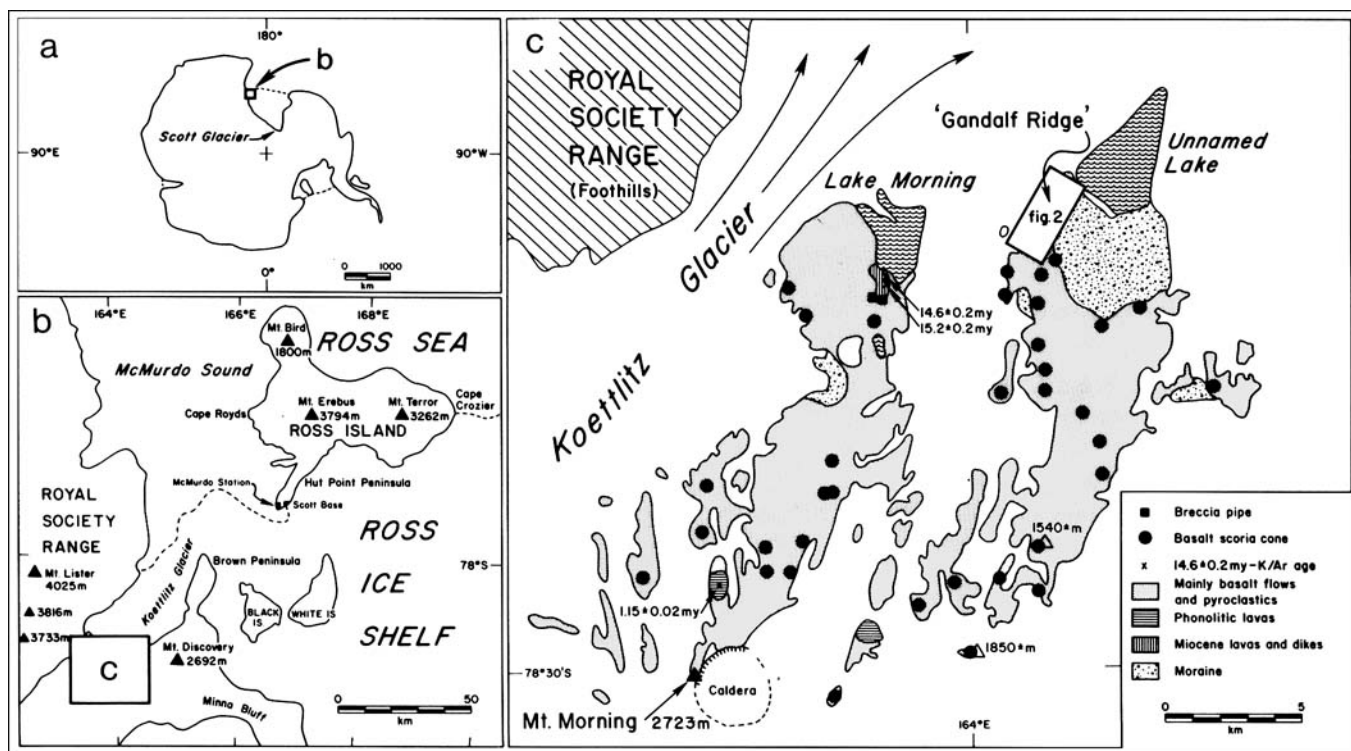 a
180°
b
Scott Glacier
90°E
90°W
0°
0 1000
km
b
164°E
166°E
168°E
Mt. Bird
1800m
ROSS SEA
McMurdo Sound
Mt. Erebus
3794m
Mt. Terror
3262m
Cape
Crozier
Cape Royds
ROSS ISLAND
McMurdo Station
Hut Point Peninsula
Scott Base
ROYAL
SOCIETY
RANGE
ROSS
ICE
SHELF
78°S
Brown Peninsula
Mt. Lister
4025m
Koettlitz Glacier
BLACK
IS
WHITE IS
3816m
3733m
C
Mt. Discovery
2692m
Minna Bluff
0 50
km
c
ROYAL
SOCIETY
RANGE
(Foothills)
'Gandalf Ridge'
Unnamed
Lake
Lake Morning
fig.2
Koettlitz Glacier
14.6±0.2my
15.2±0.2my
1540±m
1.15±0.02my
1850±m
78°30'S
Caldera
Mt. Morning 2723m
164°E
Breccia pipe
Basalt scoria cone
x 14.6±0.2my-K/Ar age
Mainly basalt flows
and pyroclastics
Phonolitic lavas
Miocene lavas and dikes
Moraine
0 5
km